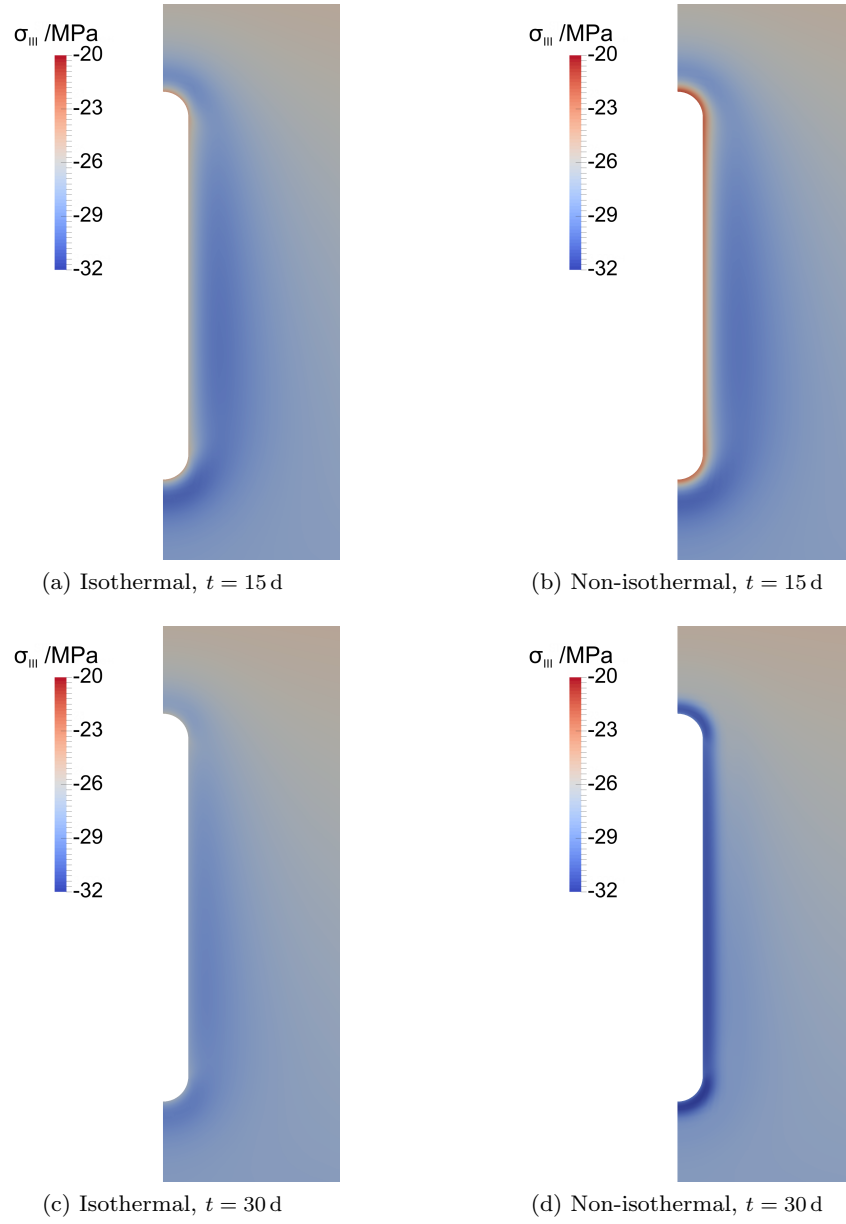 σIII /MPa
-20
-23
-26
-29
-32
σIII /MPa
-20
-23
-26
-29
-32
(a) Isothermal, t = 15 d
(b) Non-isothermal, t = 15 d
σIII /MPa
-20
-23
-26
-29
-32
σIII /MPa
-20
-23
-26
-29
-32
(c) Isothermal, t = 30 d
(d) Non-isothermal, t = 30 d